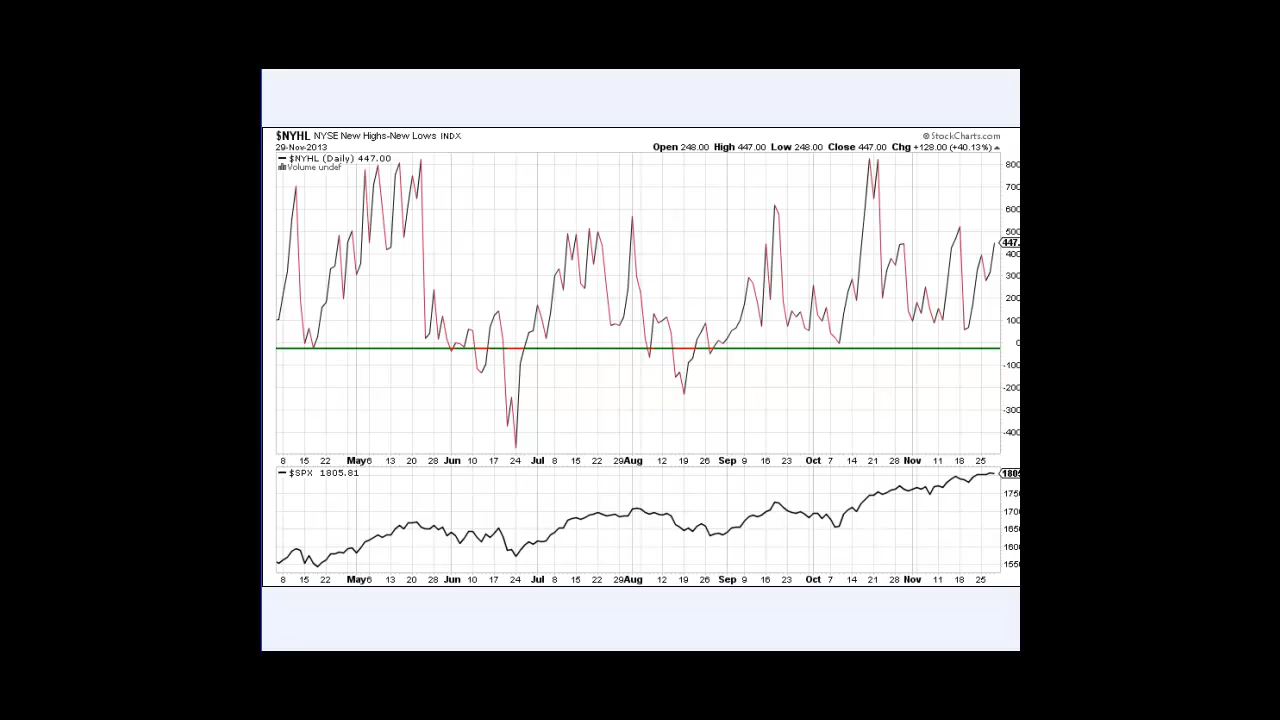 $NYHL NYSE New Highs-New Lows INDX
© StockCharts.com
29-Nov-2013
Open 248.00 High 447.00 Low 248.00 Close 447.00 Chg +128.00 (+40.13%)
$NYHL (Daily) 447.00
Volume undef
800
700
600
500
447.
400
300
200
100
0
-100
-200
-300
-400
8 15 22 May 6 13 20 28 Jun 10 17 24 Jul 8 15 22 29 Aug 12 19 26 Sep 9 16 23 Oct 7 14 21 28 Nov 11 18 25
$SPX 1805.81
1805
1750
1700
1650
1600
1550
8 15 22 May 6 13 20 28 Jun 10 17 24 Jul 8 15 22 29 Aug 12 19 26 Sep 9 16 23 Oct 7 14 21 28 Nov 11 18 25